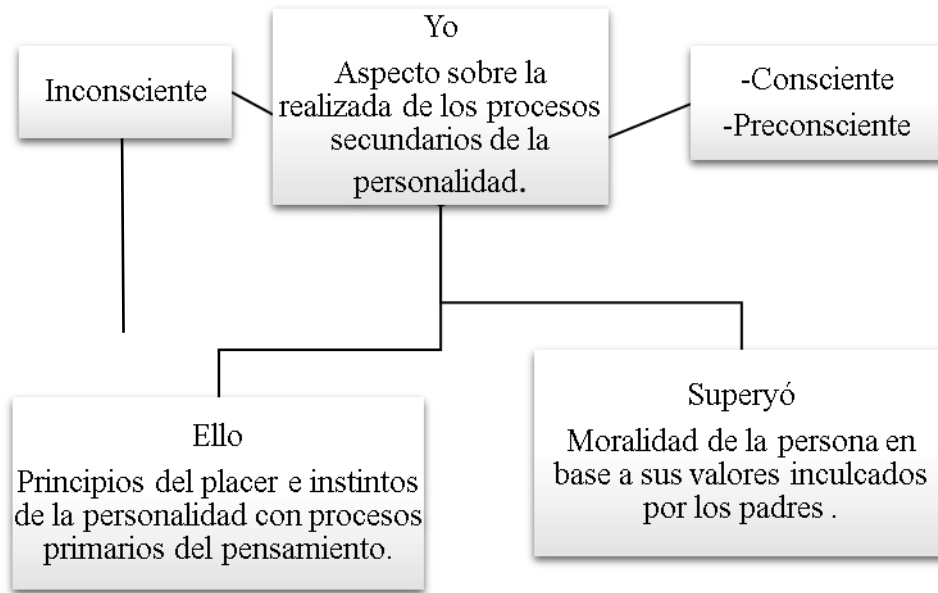 Yo
Aspecto sobre la
realizada de los procesos
secundarios de la
personalidad.
Inconsciente
-Consciente
-Preconsciente
Ello
Principios del placer e instintos
de la personalidad con procesos
primarios del pensamiento.
Superyó
Moralidad de la persona en
base a sus valores inculcados
por los padres .